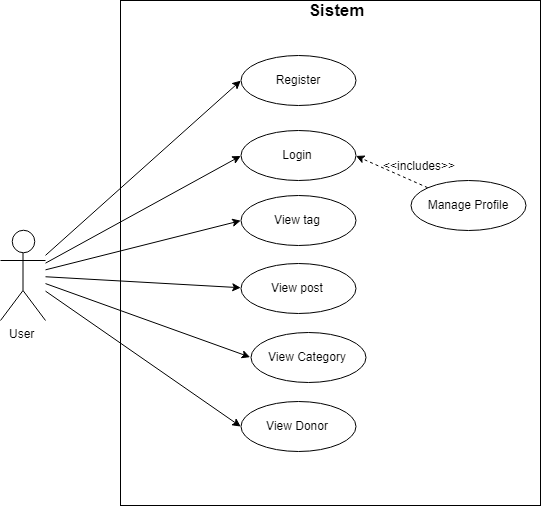 Sistem
Register
Login
<<includes>>
Manage Profile
View tag
View post
User
View Category
View Donor